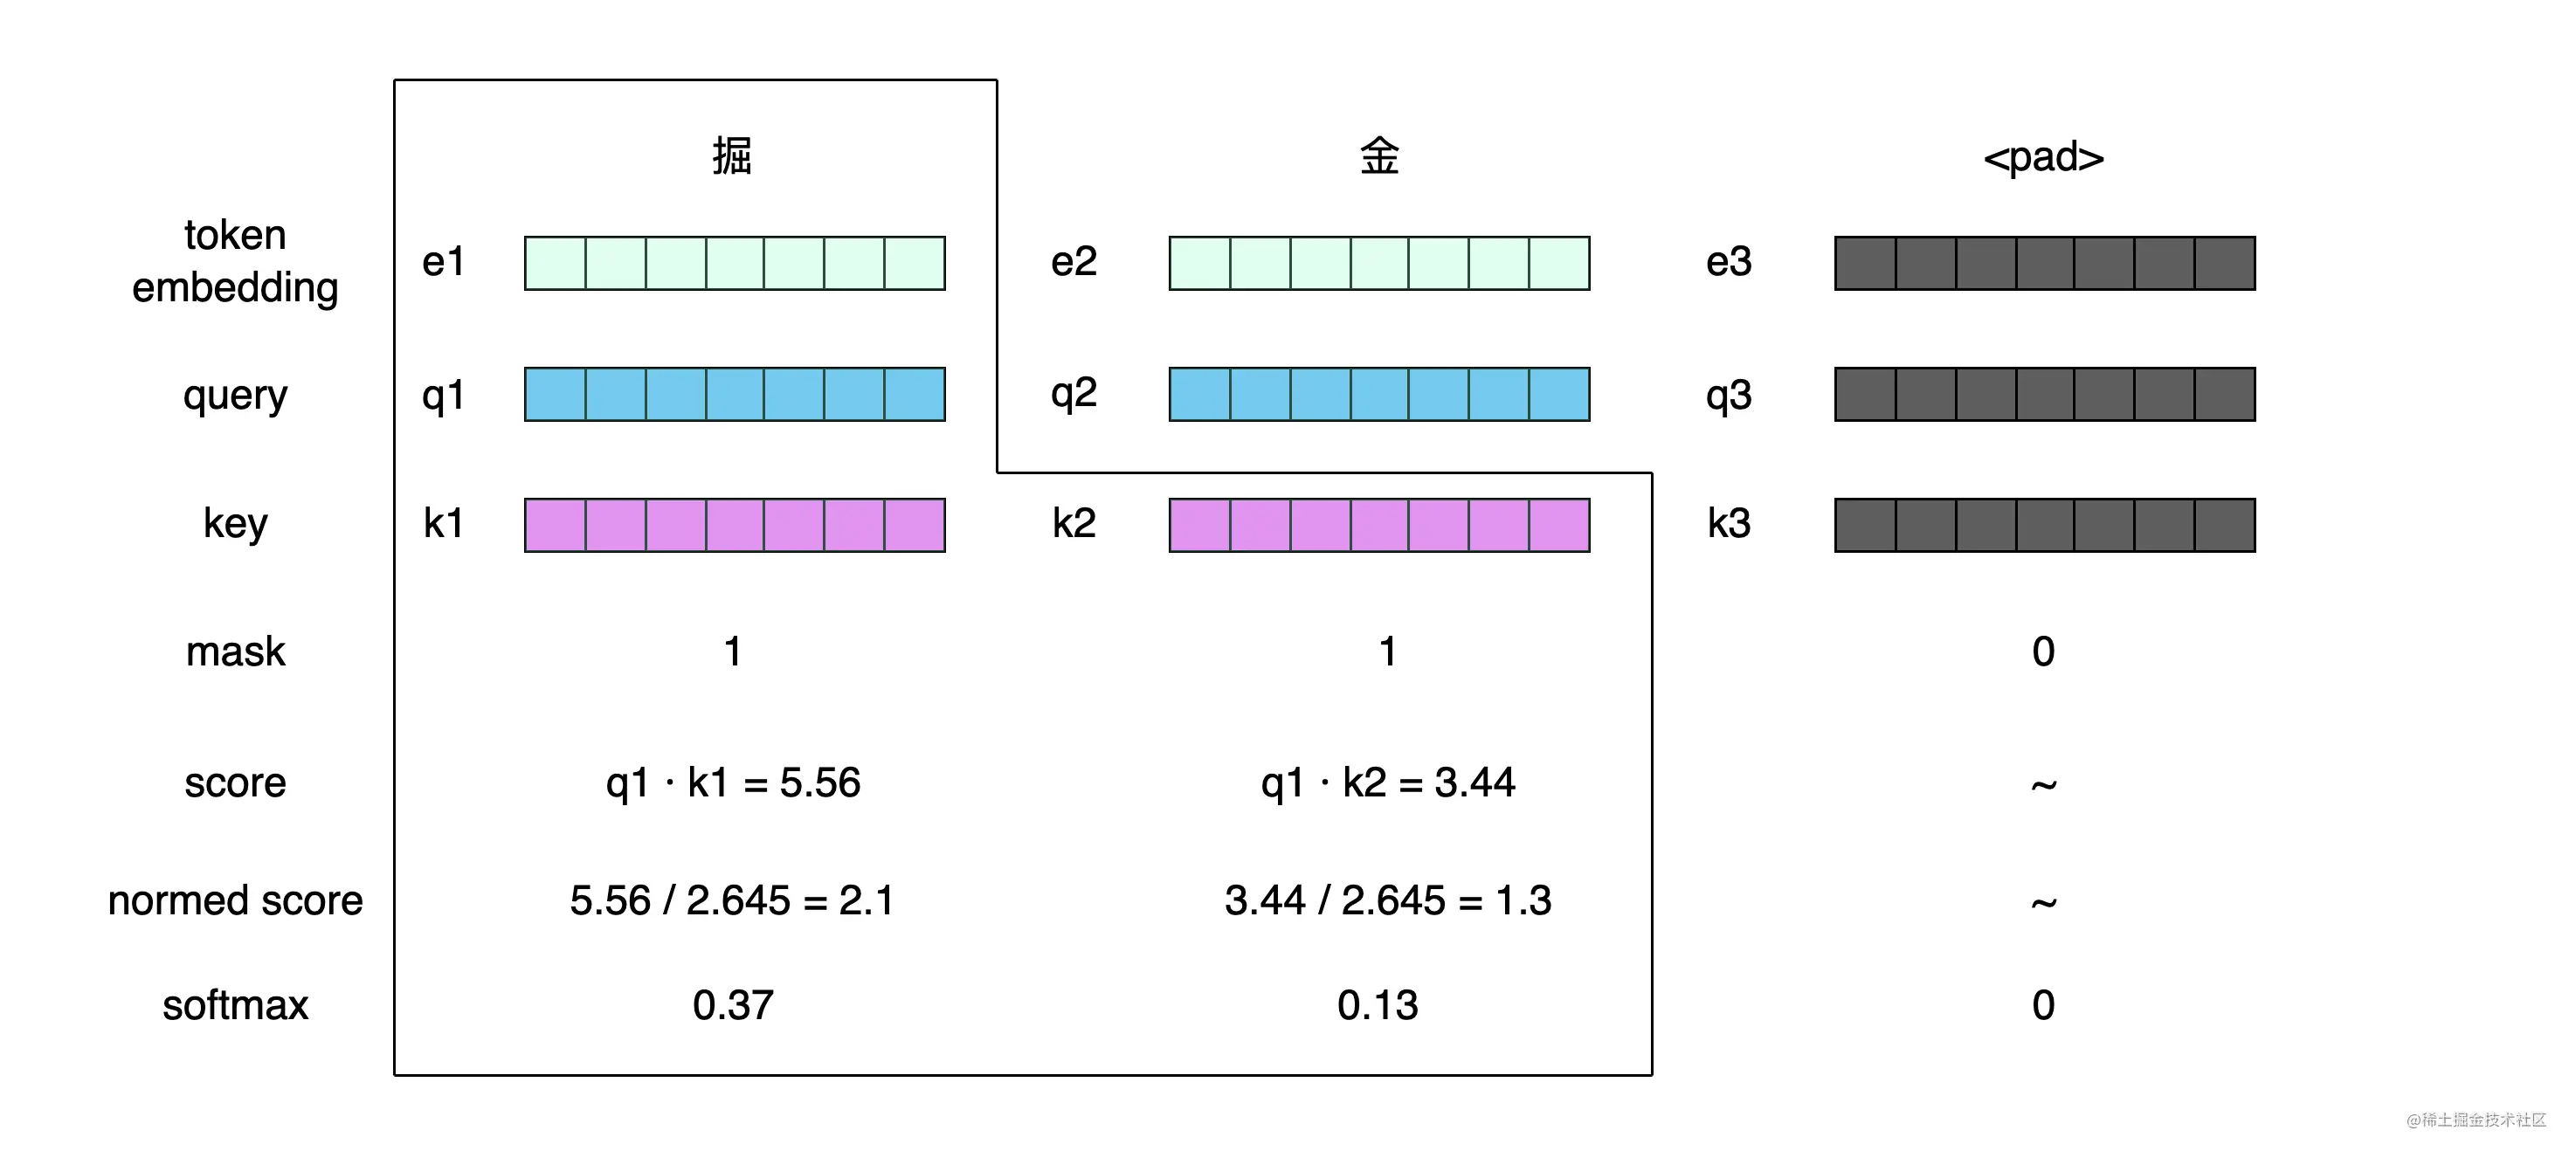 掘
金
<pad>
token
embedding
e1
e2
e3
query
q1
q2
q3
key
k1
k2
k3
mask
1
1
0
score
q1 · k1 = 5.56
q1 · k2 = 3.44
~
normed score
5.56 / 2.645 = 2.1
3.44 / 2.645 = 1.3
~
softmax
0.37
0.13
0
@稀土掘金技术社区